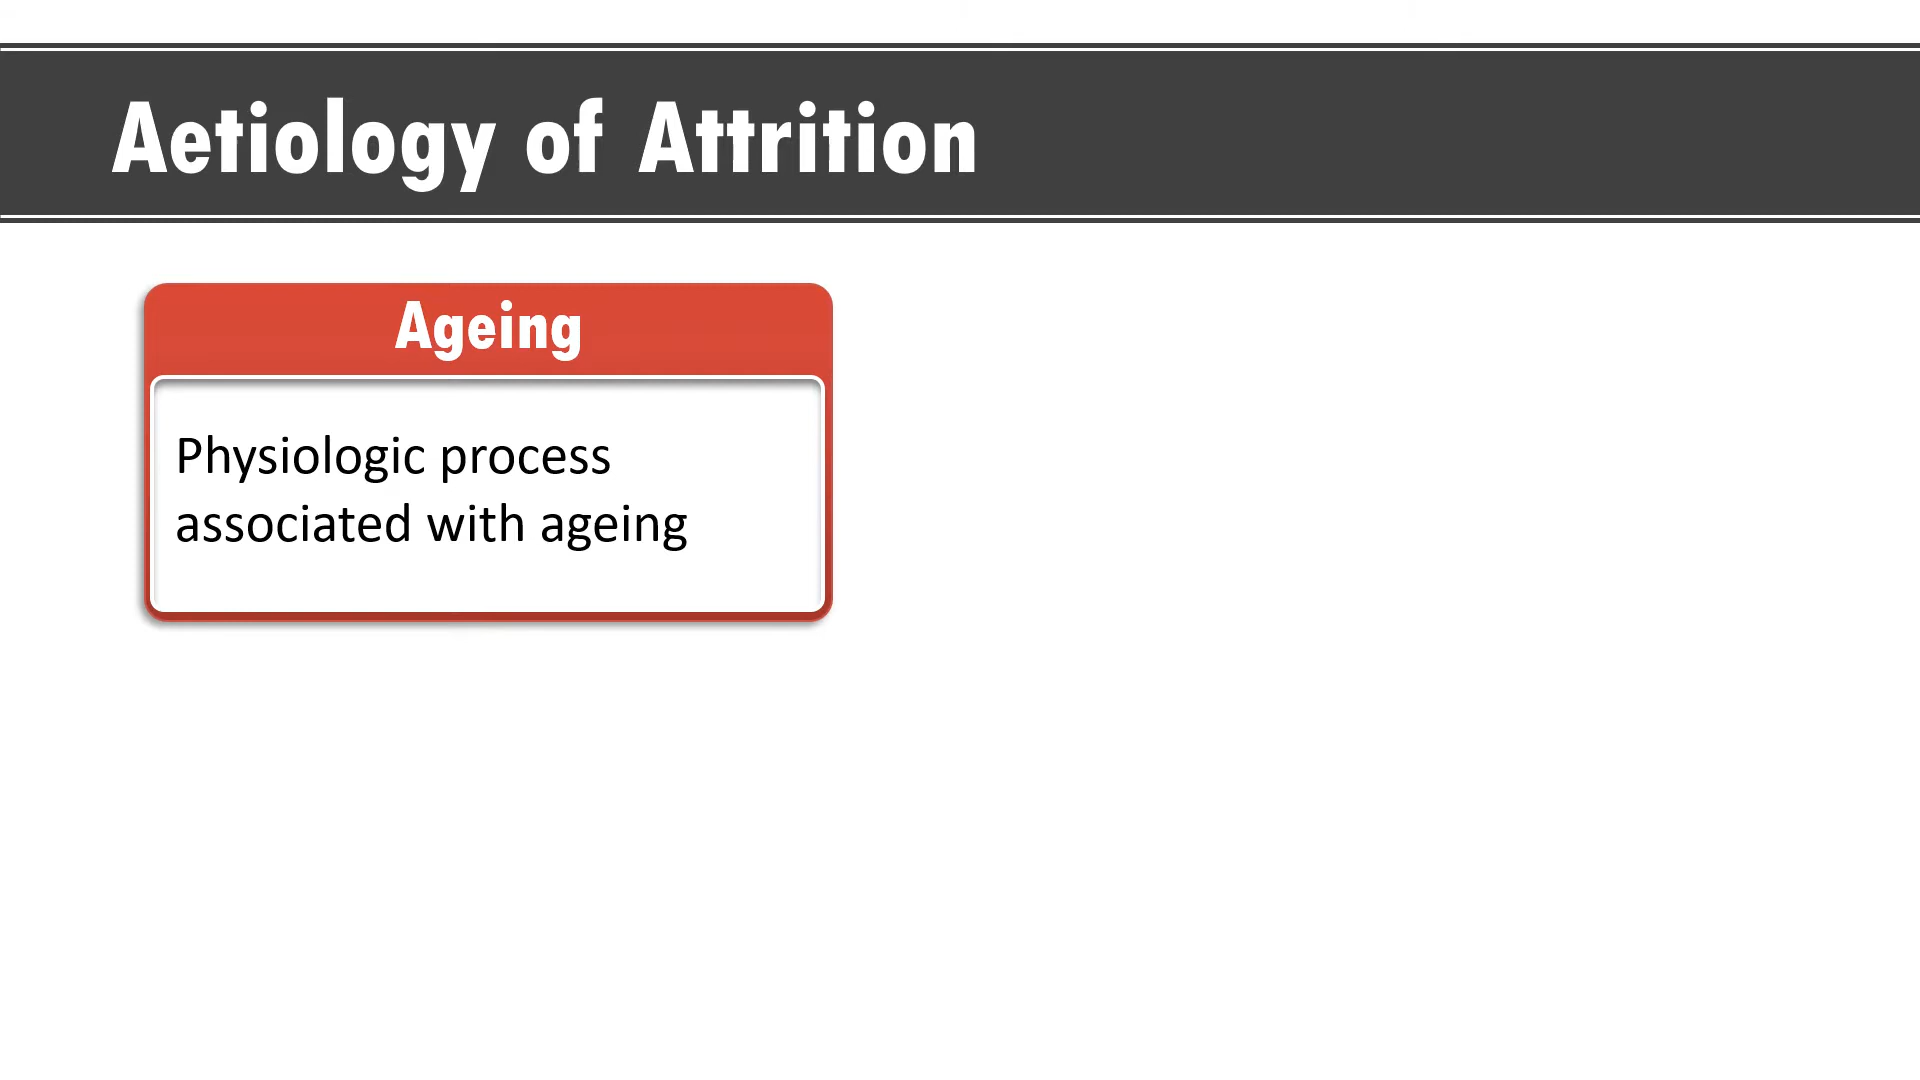 Aetiology of Attrition
Ageing
Physiologic process
associated with ageing